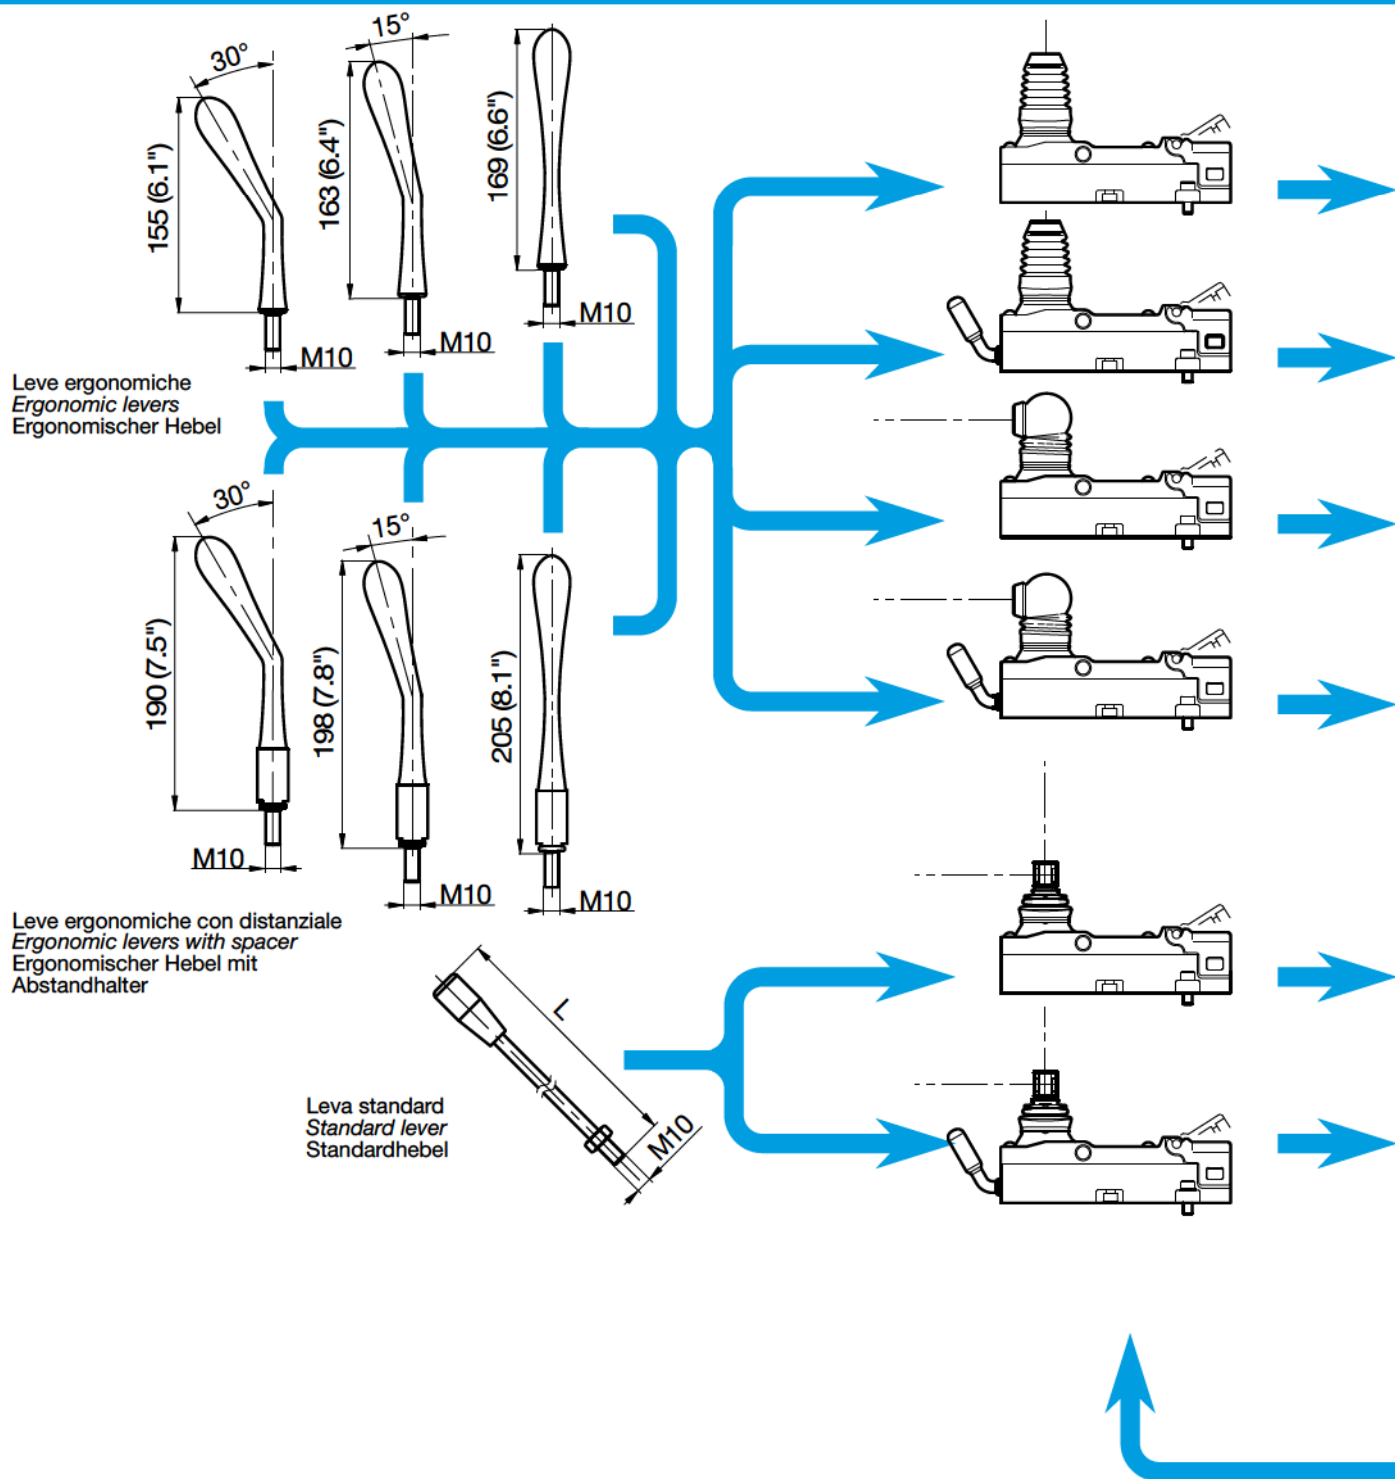 30°
15°
155 (6.1")
163 (6.4")
169 (6.6")
M10
M10
M10
Leve ergonomiche
Ergonomic levers
Ergonomischer Hebel
30°
15°
190 (7.5")
198 (7.8")
205 (8.1")
M10
M10
M10
Leve ergonomiche con distanziale
Ergonomic levers with spacer
Ergonomischer Hebel mit
Abstandhalter
L
M10
Leva standard
Standard lever
Standardhebel